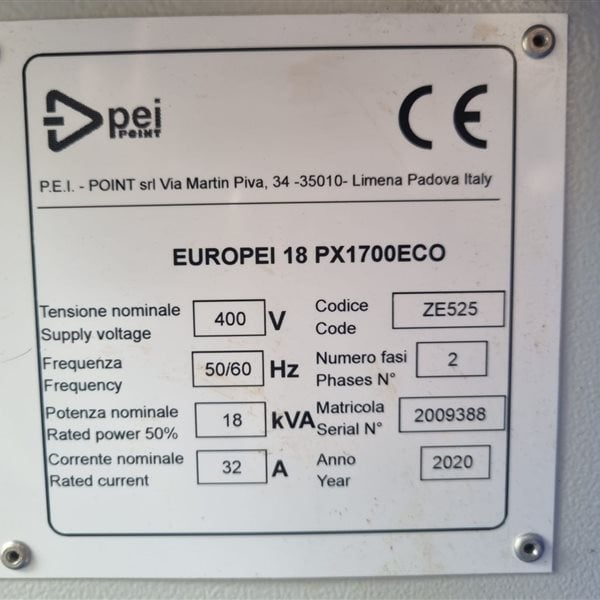 pei
POINT
CE
P.E.I. - POINT srl Via Martin Piva, 34 -35010- Limena Padova Italy
EUROPEI 18 PX1700ECO
Tensione nominale
Supply voltage
400 V
Codice
Code
ZE525
Frequenza
Frequency
50/60 Hz
Numero fasi
Phases N°
2
Potenza nominale
Rated power 50%
18 kVA
Matricola
Serial N°
2009388
Corrente nominale
Rated current
32 A
Anno
Year
2020